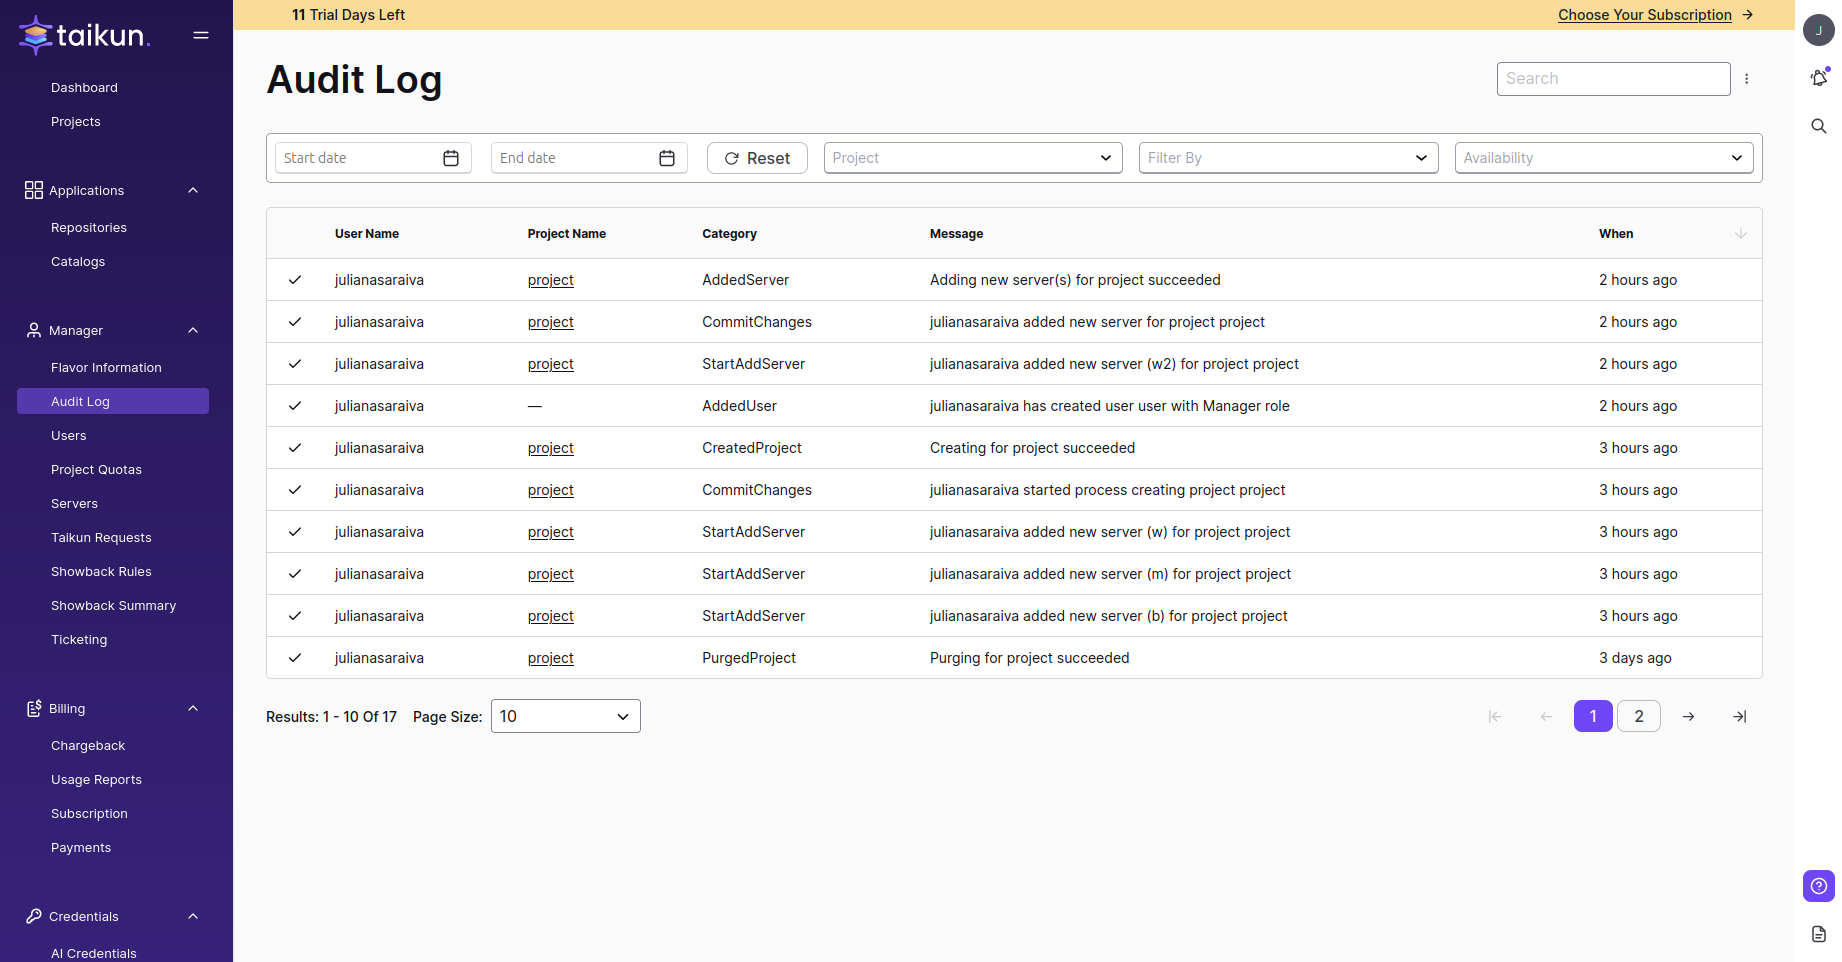 taikun.
Dashboard
Projects
Applications
Repositories
Catalogs
Manager
Flavor Information
Audit Log
Users
Project Quotas
Servers
Taikun Requests
Showback Rules
Showback Summary
Ticketing
Billing
Chargeback
Usage Reports
Subscription
Payments
Credentials
AI Credentials
11 Trial Days Left
Choose Your Subscription
Audit Log
Search
Start date
End date
Reset
Project
Filter By
Availability
User Name Project Name Category Message When
julianasaraiva project AddedServer Adding new server(s) for project succeeded 2 hours ago
julianasaraiva project CommitChanges julianasaraiva added new server for project project 2 hours ago
julianasaraiva project StartAddServer julianasaraiva added new server (w2) for project project 2 hours ago
julianasaraiva — AddedUser julianasaraiva has created user user with Manager role 2 hours ago
julianasaraiva project CreatedProject Creating for project succeeded 3 hours ago
julianasaraiva project CommitChanges julianasaraiva started process creating project project 3 hours ago
julianasaraiva project StartAddServer julianasaraiva added new server (w) for project project 3 hours ago
julianasaraiva project StartAddServer julianasaraiva added new server (m) for project project 3 hours ago
julianasaraiva project StartAddServer julianasaraiva added new server (b) for project project 3 hours ago
julianasaraiva project PurgedProject Purging for project succeeded 3 days ago
Results: 1 - 10 Of 17 Page Size: 10
1 2
J